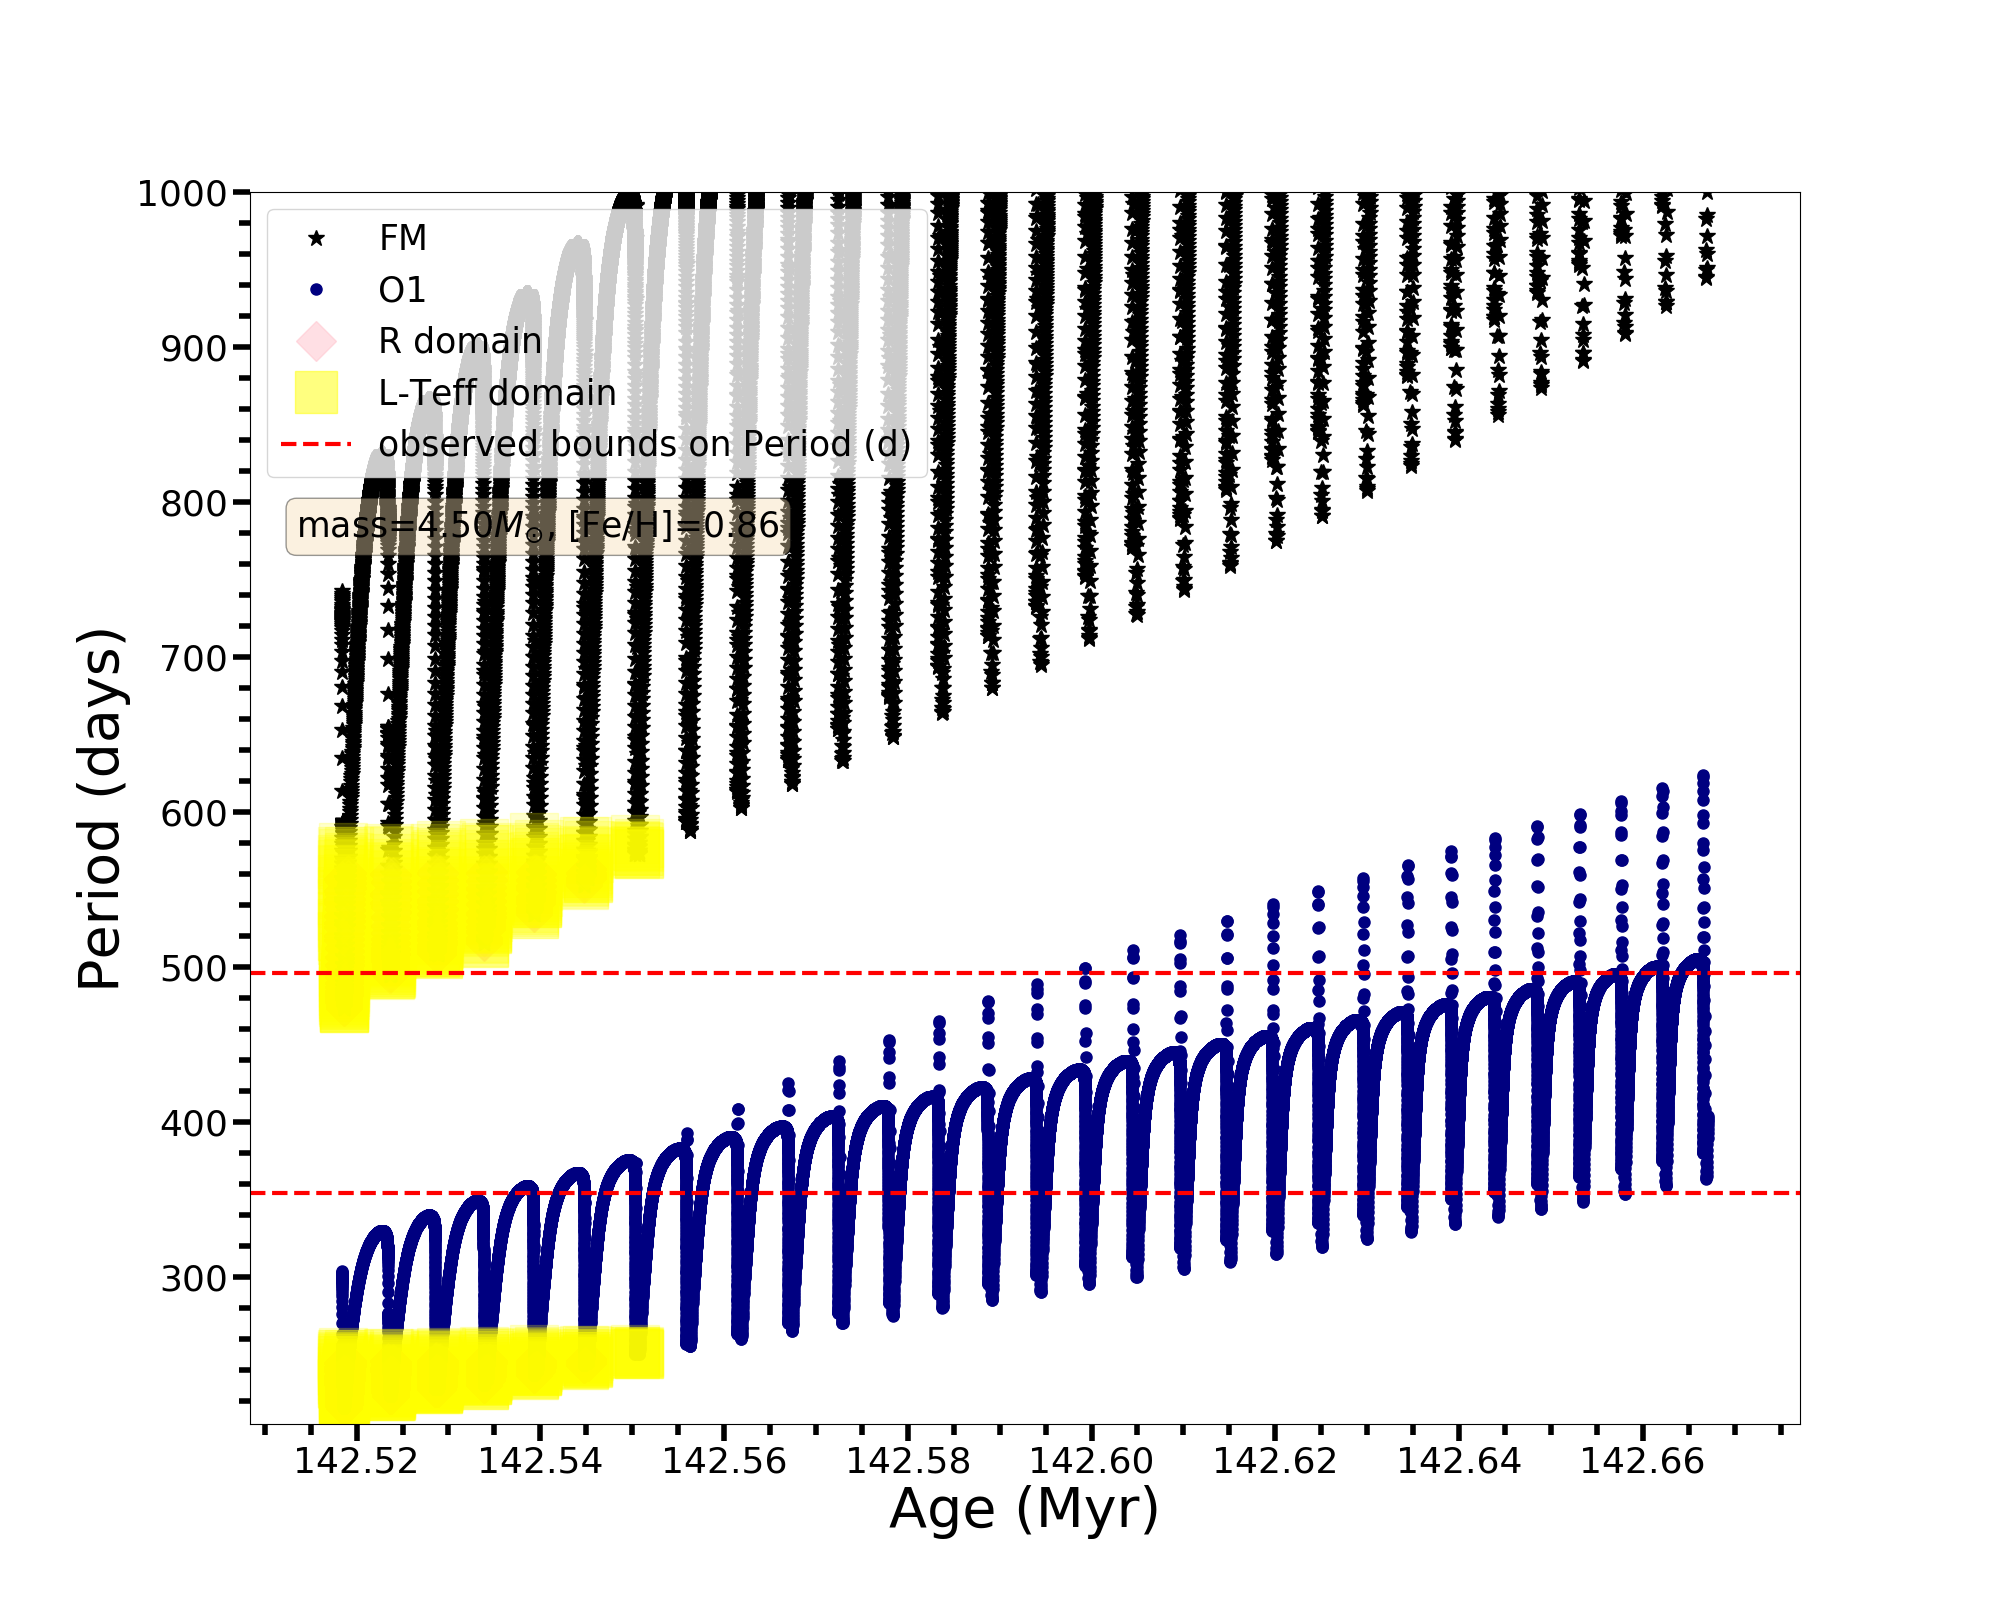 1000
900
800
700
600
500
400
300
Period (days)
FM
O1
R domain
L-Teff domain
observed bounds on Period (d)
mass=4.50M☉, [Fe/H]=0.86
142.52 142.54 142.56 142.58 142.60 142.62 142.64 142.66
Age (Myr)